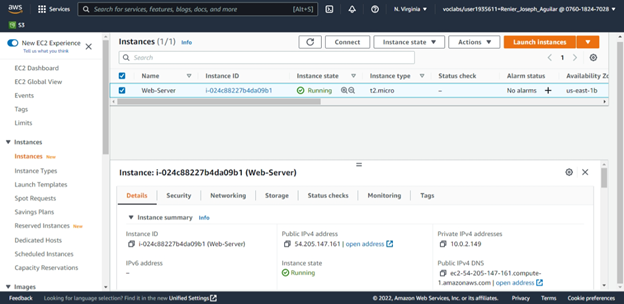 aws
Services
Search for services, features, blogs, docs, and more
[Alt+S]
N. Virginia
voclabs/user1935611=Renier_Joseph_Aguilar @ 0760-1824-7028
S3
New EC2 Experience
Tell us what you think
EC2 Dashboard
EC2 Global View
Events
Tags
Limits
Instances
Instances New
Instance Types
Launch Templates
Spot Requests
Savings Plans
Reserved Instances New
Dedicated Hosts
Scheduled Instances
Capacity Reservations
Images
Instances (1/1) Info
Connect
Instance state
Actions
Launch instances
Search
1
Name
Instance ID
Instance state
Instance type
Status check
Alarm status
Availability Zo
Web-Server
i-024c88227b4da09b1
Running
t2.micro
–
No alarms
us-east-1b
Instance: i-024c88227b4da09b1 (Web-Server)
Details
Security
Networking
Storage
Status checks
Monitoring
Tags
Instance summary Info
Instance ID
i-024c88227b4da09b1 (Web-Server)
Public IPv4 address
54.205.147.161 | open address
Private IPv4 addresses
10.0.2.149
IPv6 address
–
Instance state
Running
Public IPv4 DNS
ec2-54-205-147-161.compute-
1.amazonaws.com | open address
Feedback
Looking for language selection? Find it in the new Unified Settings
© 2022, Amazon Web Services, Inc. or its affiliates.
Privacy
Terms
Cookie preferences